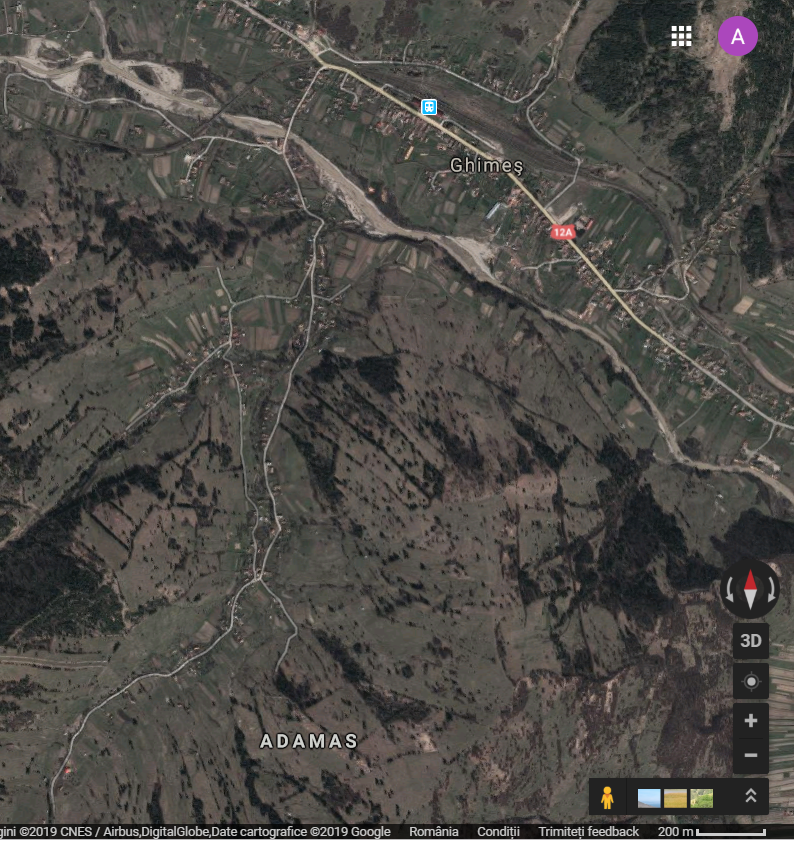 A
Ghimeş
12A
3D
ADAMAS
gini ©2019 CNES / Airbus,DigitalGlobe,Date cartografice ©2019 Google România Condiții Trimiteți feedback 200 m